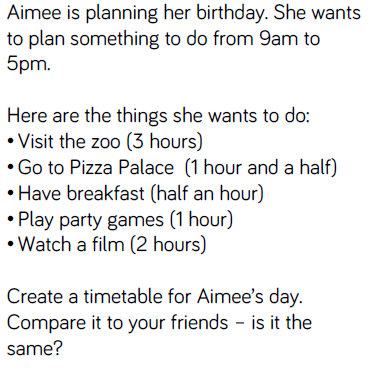 Aimee is planning her birthday. She wants
to plan something to do from 9am to
5pm.
Here are the things she wants to do:
• Visit the zoo (3 hours)
• Go to Pizza Palace  (1 hour and a half)
• Have breakfast (half an hour)
• Play party games (1 hour)
• Watch a film (2 hours)
Create a timetable for Aimee's day.
Compare it to your friends – is it the
same?